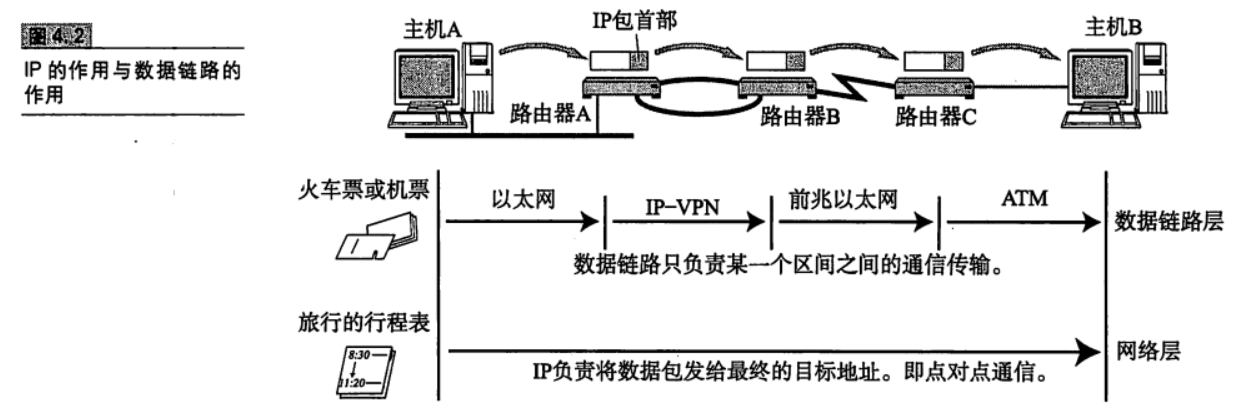 图4.2
IP 的作用与数据链路的
作用
主机A
IP包首部
主机B
路由器A
路由器B
路由器C
火车票或机票
以太网
IP-VPN
前兆以太网
ATM
数据链路层
数据链路只负责某一个区间之间的通信传输。
旅行的行程表
8:30
11:20
网络层
IP负责将数据包发给最终的目标地址。即点对点通信。